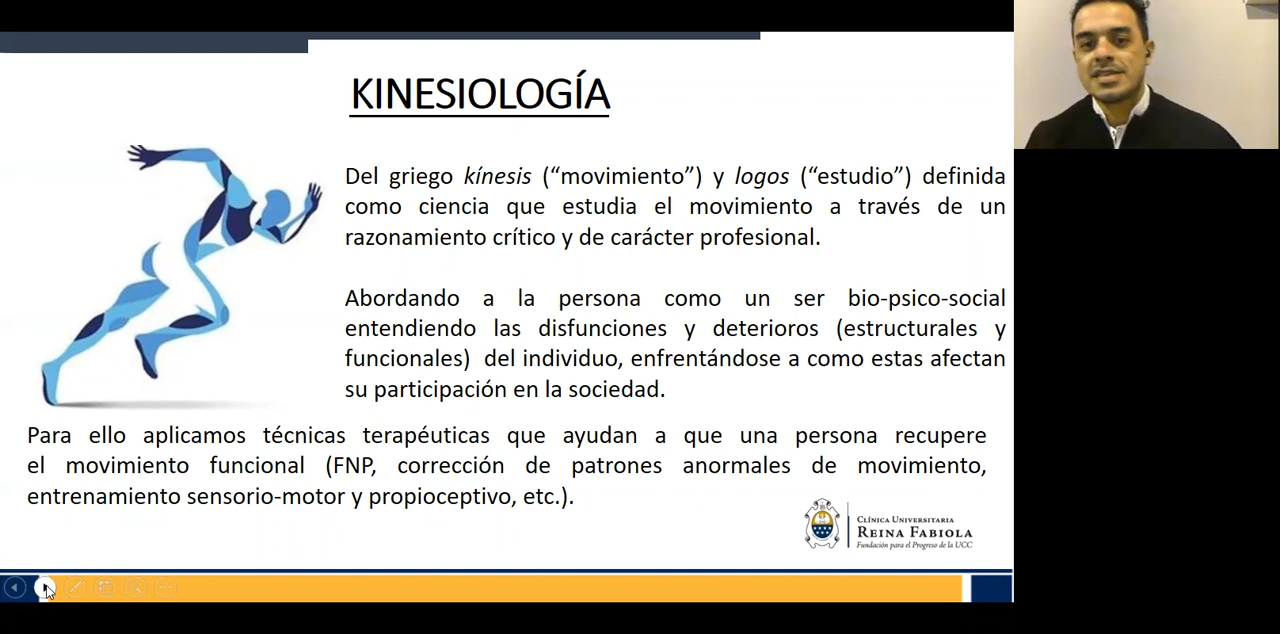 KINESIOLOGÍA
Del griego kínesis (“movimiento”) y logos (“estudio”) definida
como ciencia que estudia el movimiento a través de un
razonamiento crítico y de carácter profesional.
Abordando a la persona como un ser bio-psico-social
entendiendo las disfunciones y deterioros (estructurales y
funcionales) del individuo, enfrentándose a como estas afectan
su participación en la sociedad.
Para ello aplicamos técnicas terapéuticas que ayudan a que una persona recupere
el movimiento funcional (FNP, corrección de patrones anormales de movimiento,
entrenamiento sensorio-motor y propioceptivo, etc.).
CLÍNICA UNIVERSITARIA
REINA FABIOLA
Fundación para el Progreso de la UCC